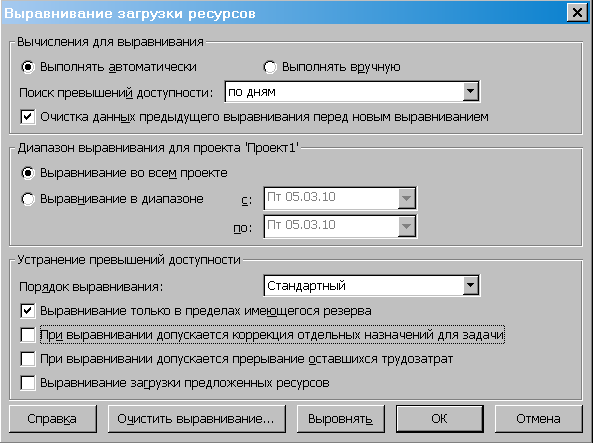 Выравнивание загрузки ресурсов
Вычисления для выравнивания
Выполнять автоматически Выполнять вручную
Поиск превышений доступности: по дням
Очистка данных предыдущего выравнивания перед новым выравниванием
Диапазон выравнивания для проекта 'Проект1'
Выравнивание во всем проекте
Выравнивание в диапазоне с: Пт 05.03.10
по: Пт 05.03.10
Устранение превышений доступности
Порядок выравнивания: Стандартный
Выравнивание только в пределах имеющегося резерва
При выравнивании допускается коррекция отдельных назначений для задачи
При выравнивании допускается прерывание оставшихся трудозатрат
Выравнивание загрузки предложенных ресурсов
Справка Очистить выравнивание... Выровнять ОК Отмена